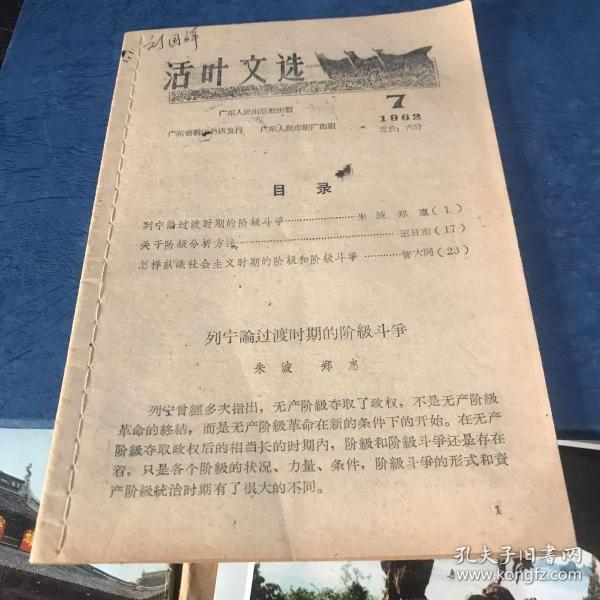 刘国
活叶文选
广东人民出版社出版
广东省新华书店发行 广东人民印刷厂印刷
7
1962
定价：六分
目录
列宁論过渡时期的阶級斗爭……朱波 郑惠(1)
关于阶級分析方法……王日东(17)
怎样认識社会主义时期的阶級和阶級斗爭……管大同(23)
列宁論过渡时期的阶級斗爭
朱波 郑惠
列宁曾經多次指出，无产阶級夺取了政权，不是无产阶級
革命的終結，而是无产阶級革命在新的条件下的开始。在无产
阶級夺取政权后的相当长的时期內，阶級和阶級斗爭还是存在
着，只是各个阶級的状况、力量、条件，阶級斗爭的形式和資
产阶級統治时期有了很大的不同。
1
孔夫子旧书网
www.kongfz.com